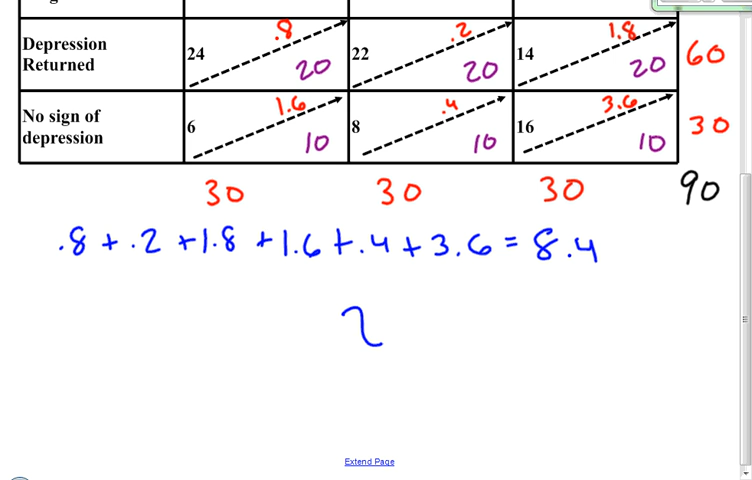 Depression Returned 24 .8 20 22 .2 20 14 1.8 20 60
No sign of depression 6 1.6 10 8 .4 10 16 3.6 10 30
30 30 30 90
.8 + .2 + 1.8 + 1.6 + .4 + 3.6 = 8.4
Extend Page